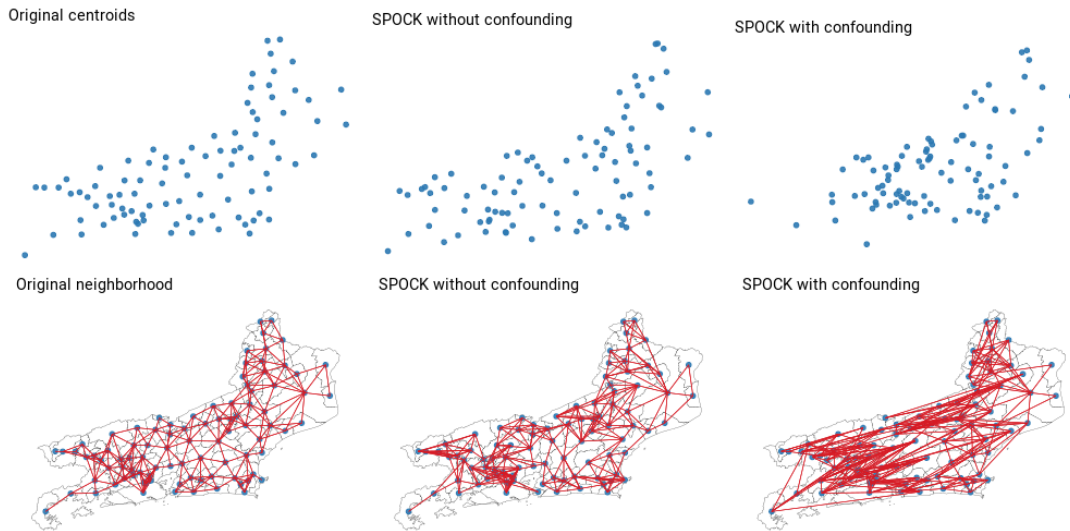 Original centroids
SPOCK without confounding
SPOCK with confounding
Original neighborhood
SPOCK without confounding
SPOCK with confounding